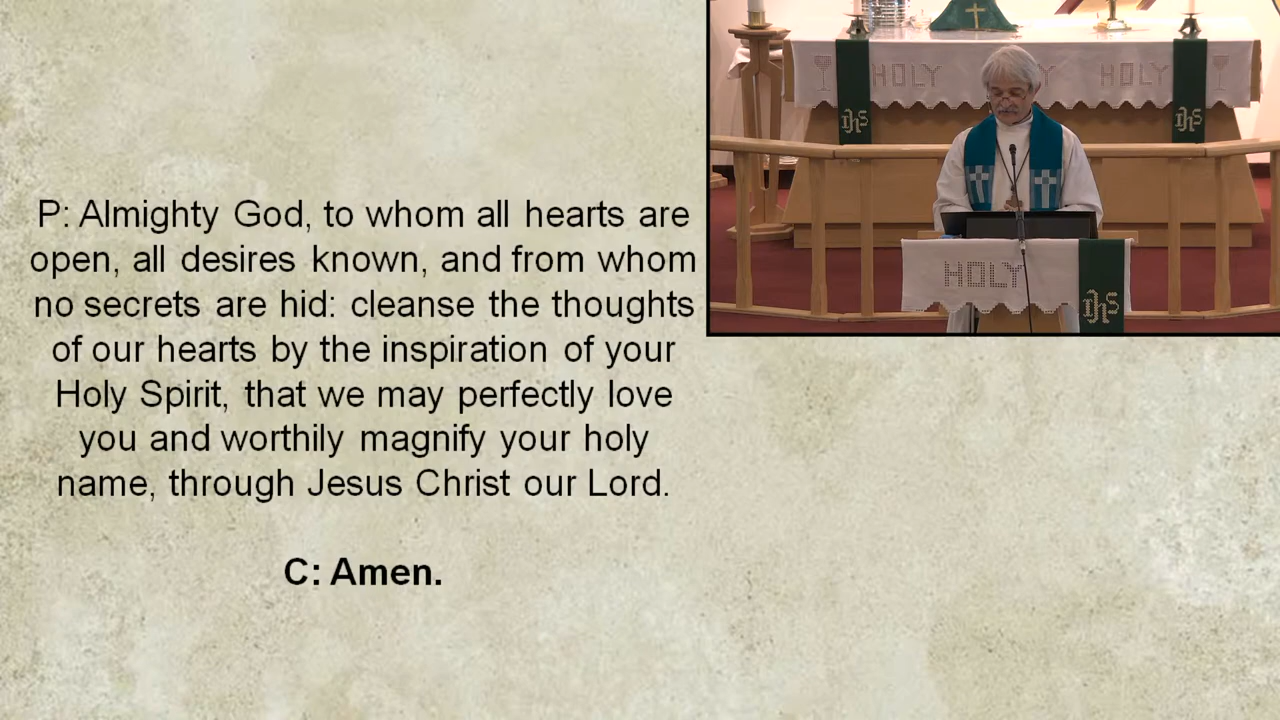 P: Almighty God, to whom all hearts are
open, all desires known, and from whom
no secrets are hid: cleanse the thoughts
of our hearts by the inspiration of your
Holy Spirit, that we may perfectly love
you and worthily magnify your holy
name, through Jesus Christ our Lord.
C: Amen.
HOLY
Y
HOLY
IHS
IHS
HOLY
IHS